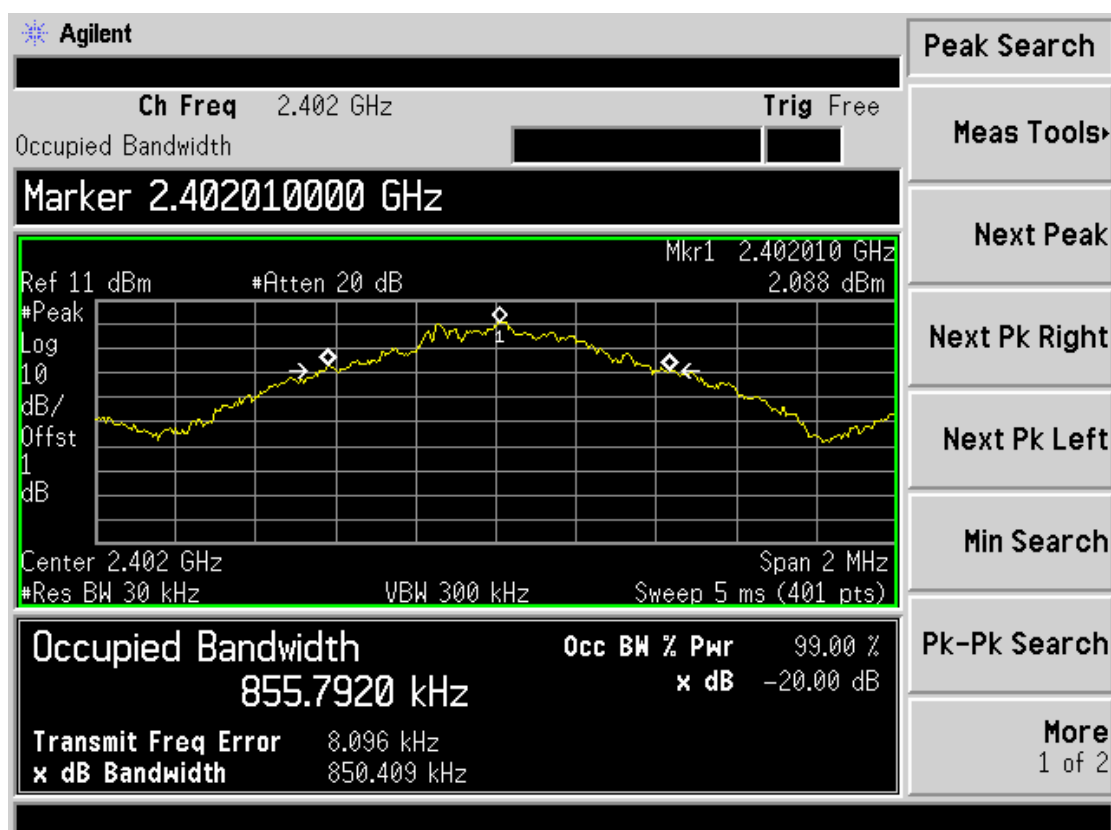 Agilent
Ch Freq 2.402 GHz Trig Free
Occupied Bandwidth
Marker 2.402010000 GHz
Mkr1 2.402010 GHz
Ref 11 dBm #Atten 20 dB 2.088 dBm
#Peak
Log
10
dB/
Offst
1
dB
1
Center 2.402 GHz Span 2 MHz
#Res BW 30 kHz VBW 300 kHz Sweep 5 ms (401 pts)
Occupied Bandwidth
855.7920 kHz
Occ BW % Pwr 99.00 %
x dB -20.00 dB
Transmit Freq Error 8.096 kHz
x dB Bandwidth 850.409 kHz
Peak Search
Meas Tools
Next Peak
Next Pk Right
Next Pk Left
Min Search
Pk-Pk Search
More
1 of 2